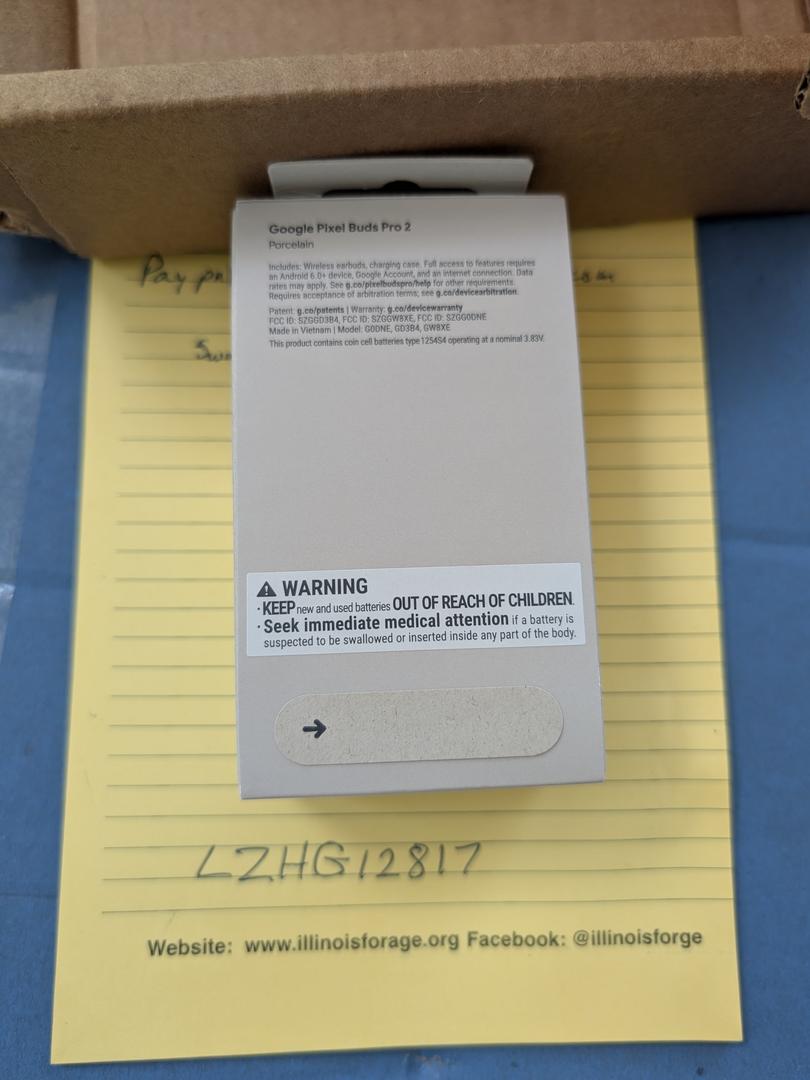 Google Pixel Buds Pro 2
Porcelain
Includes: Wireless earbuds, charging case. Full access to features requires
an Android 6.0+ device, Google Account, and an internet connection. Data
rates may apply. See g.co/pixelbudspro/help for other requirements.
Requires acceptance of arbitration terms; see g.co/devicearbitration.
Patent: g.co/patents | Warranty: g.co/devicewarranty
FCC ID: SZGGD3B4, FCC ID: SZGGW8XE, FCC ID: SZGG0DNE
Made in Vietnam | Model: G0DNE, GD3B4, GW8XE
This product contains coin cell batteries type 1254S4 operating at a nominal 3.83V.
Pay
WARNING
· KEEP new and used batteries OUT OF REACH OF CHILDREN.
· Seek immediate medical attention if a battery is
suspected to be swallowed or inserted inside any part of the body.
LZHG12817
Website: www.illinoisforage.org Facebook: @illinoisforge